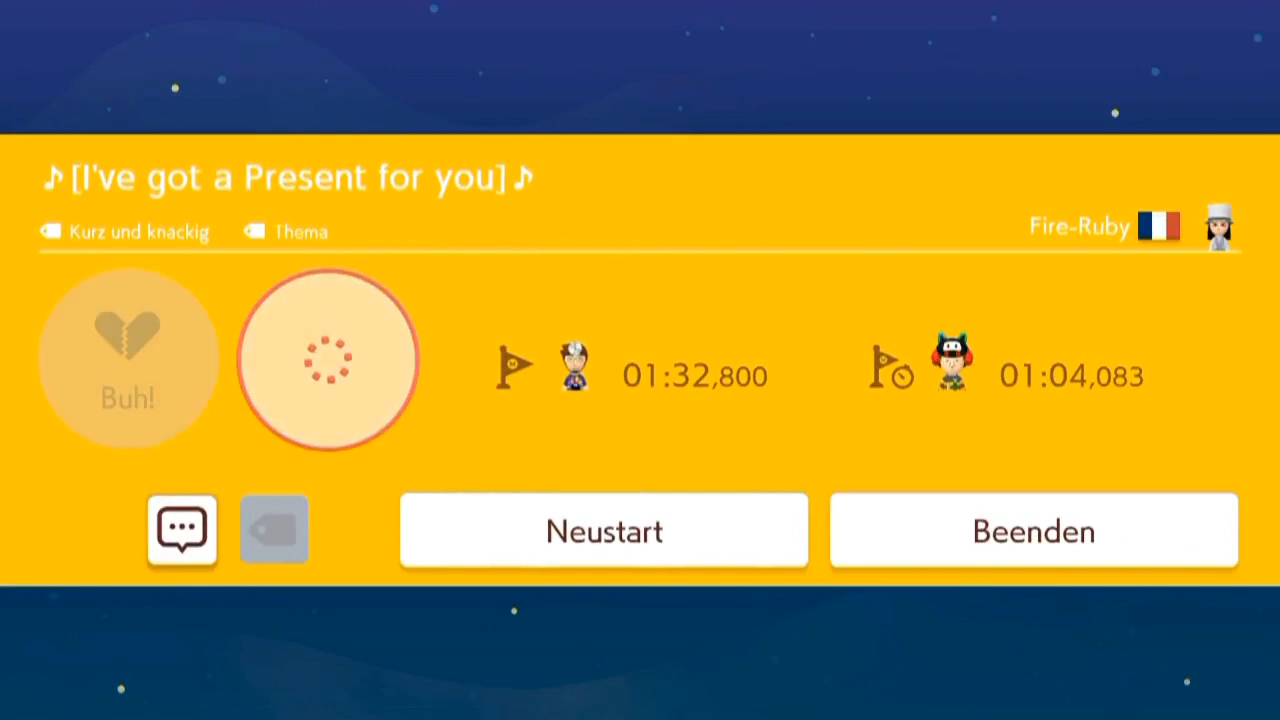 ♪[I've got a Present for you]♪
Kurz und knackig Thema
Fire-Ruby
Buh!
01:32,800
01:04,083
Neustart
Beenden